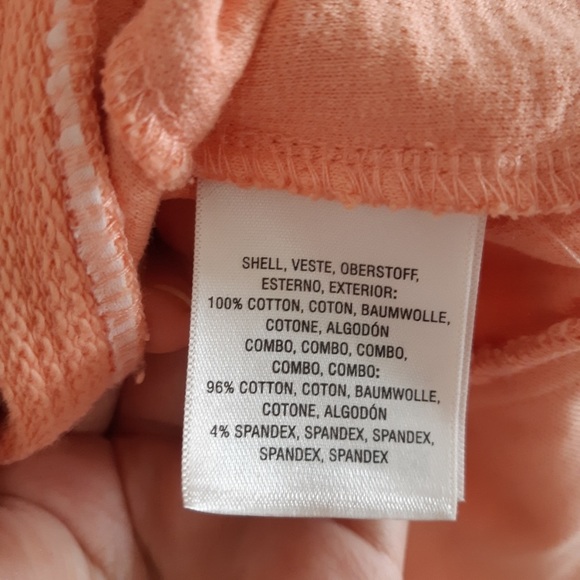 SHELL, VESTE, OBERSTOFF,
ESTERNO, EXTERIOR:
100% COTTON, COTON, BAUMWOLLE,
COTONE, ALGODÓN
COMBO, COMBO, COMBO,
COMBO, COMBO:
96% COTTON, COTON, BAUMWOLLE,
COTONE, ALGODÓN
4% SPANDEX, SPANDEX, SPANDEX,
SPANDEX, SPANDEX